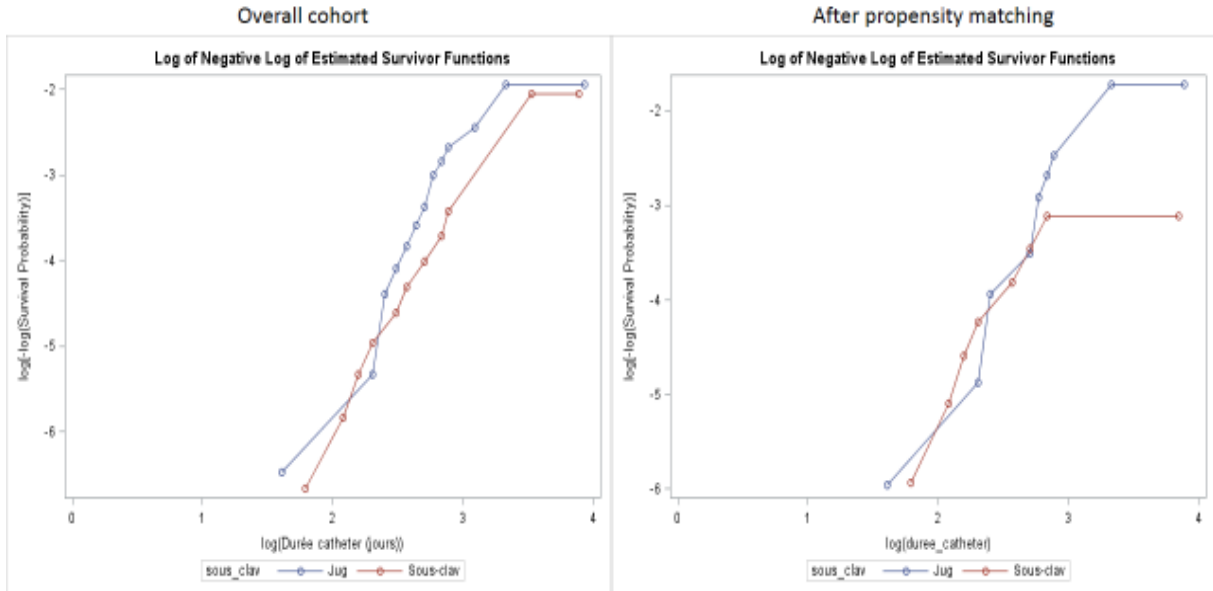 Overall cohort
After propensity matching
Log of Negative Log of Estimated Survivor Functions
log[-log(Survival Probability)]
-2
-3
-4
-5
-6
0 1 2 3 4
log(Durée catheter (jours))
sous_clav Jug Sous-clav
Log of Negative Log of Estimated Survivor Functions
log[-log(Survival Probability)]
-2
-3
-4
-5
-6
0 1 2 3 4
log(duree_catheter)
sous_clav Jug Sous-clav